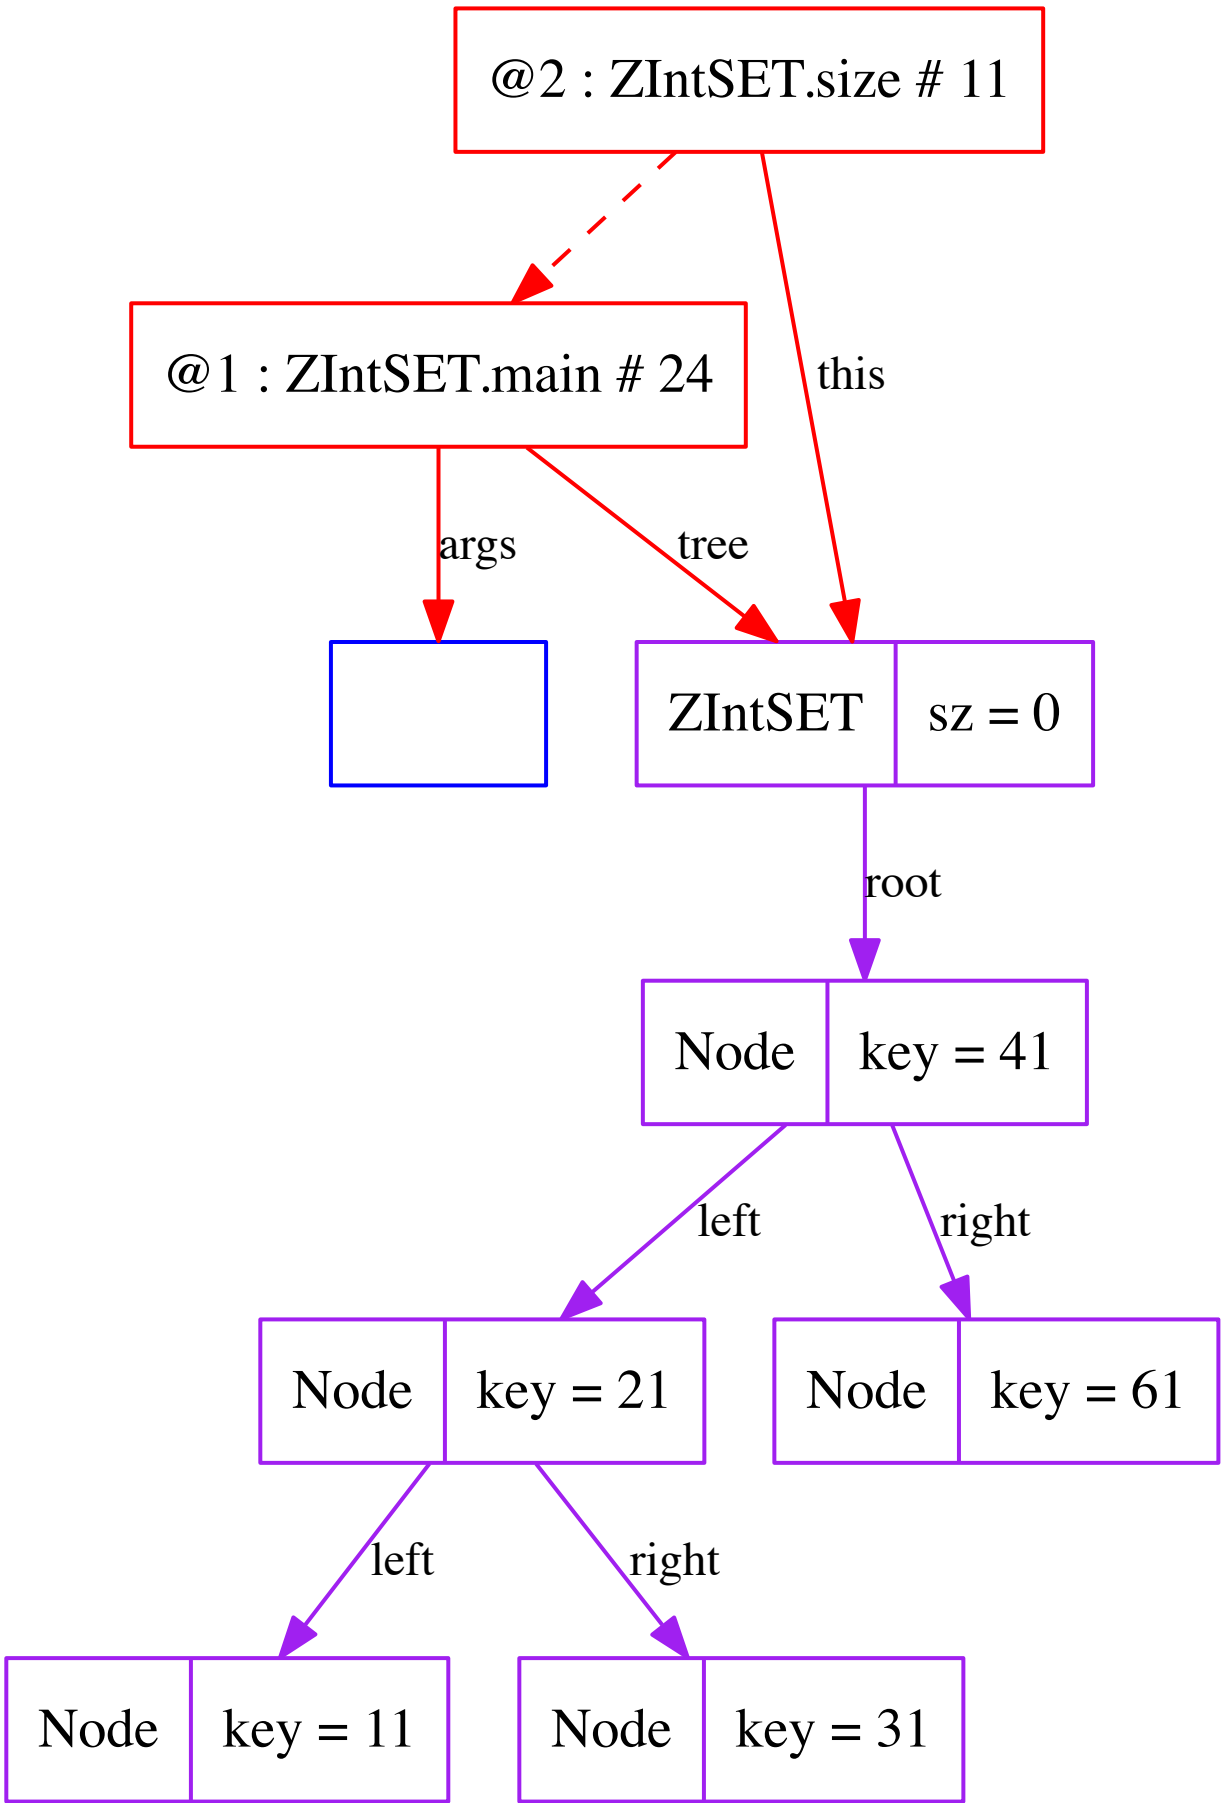 @2 : ZIntSET.size # 11
@1 : ZIntSET.main # 24
this
args
tree
ZIntSET
sz = 0
root
Node
key = 41
left
right
Node
key = 21
Node
key = 61
left
right
Node
key = 11
Node
key = 31